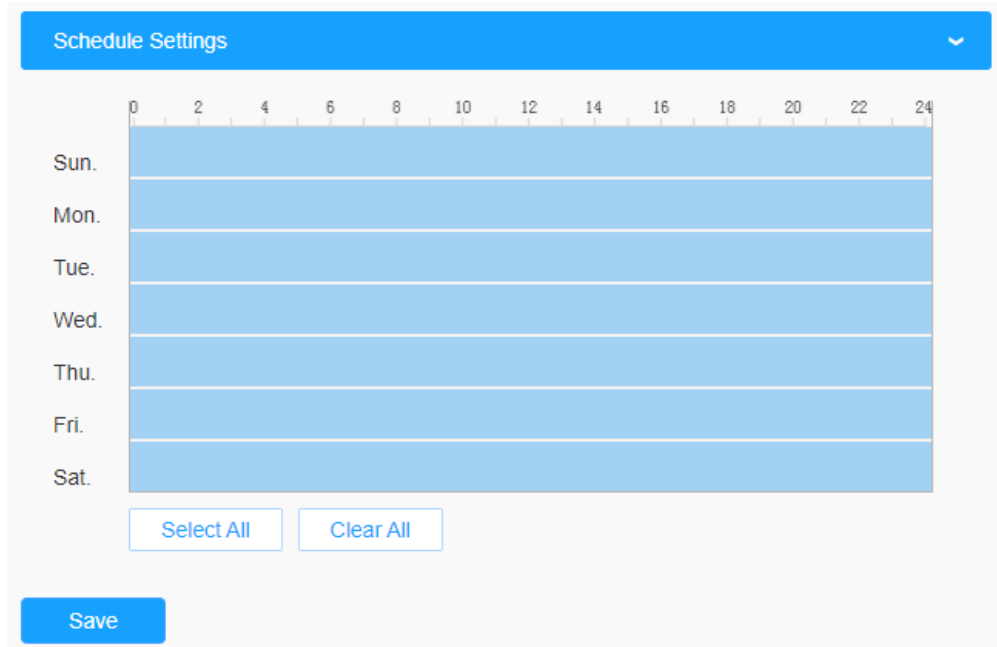 Schedule Settings
0 2 4 6 8 10 12 14 16 18 20 22 24
Sun.
Mon.
Tue.
Wed.
Thu.
Fri.
Sat.
Select All Clear All
Save